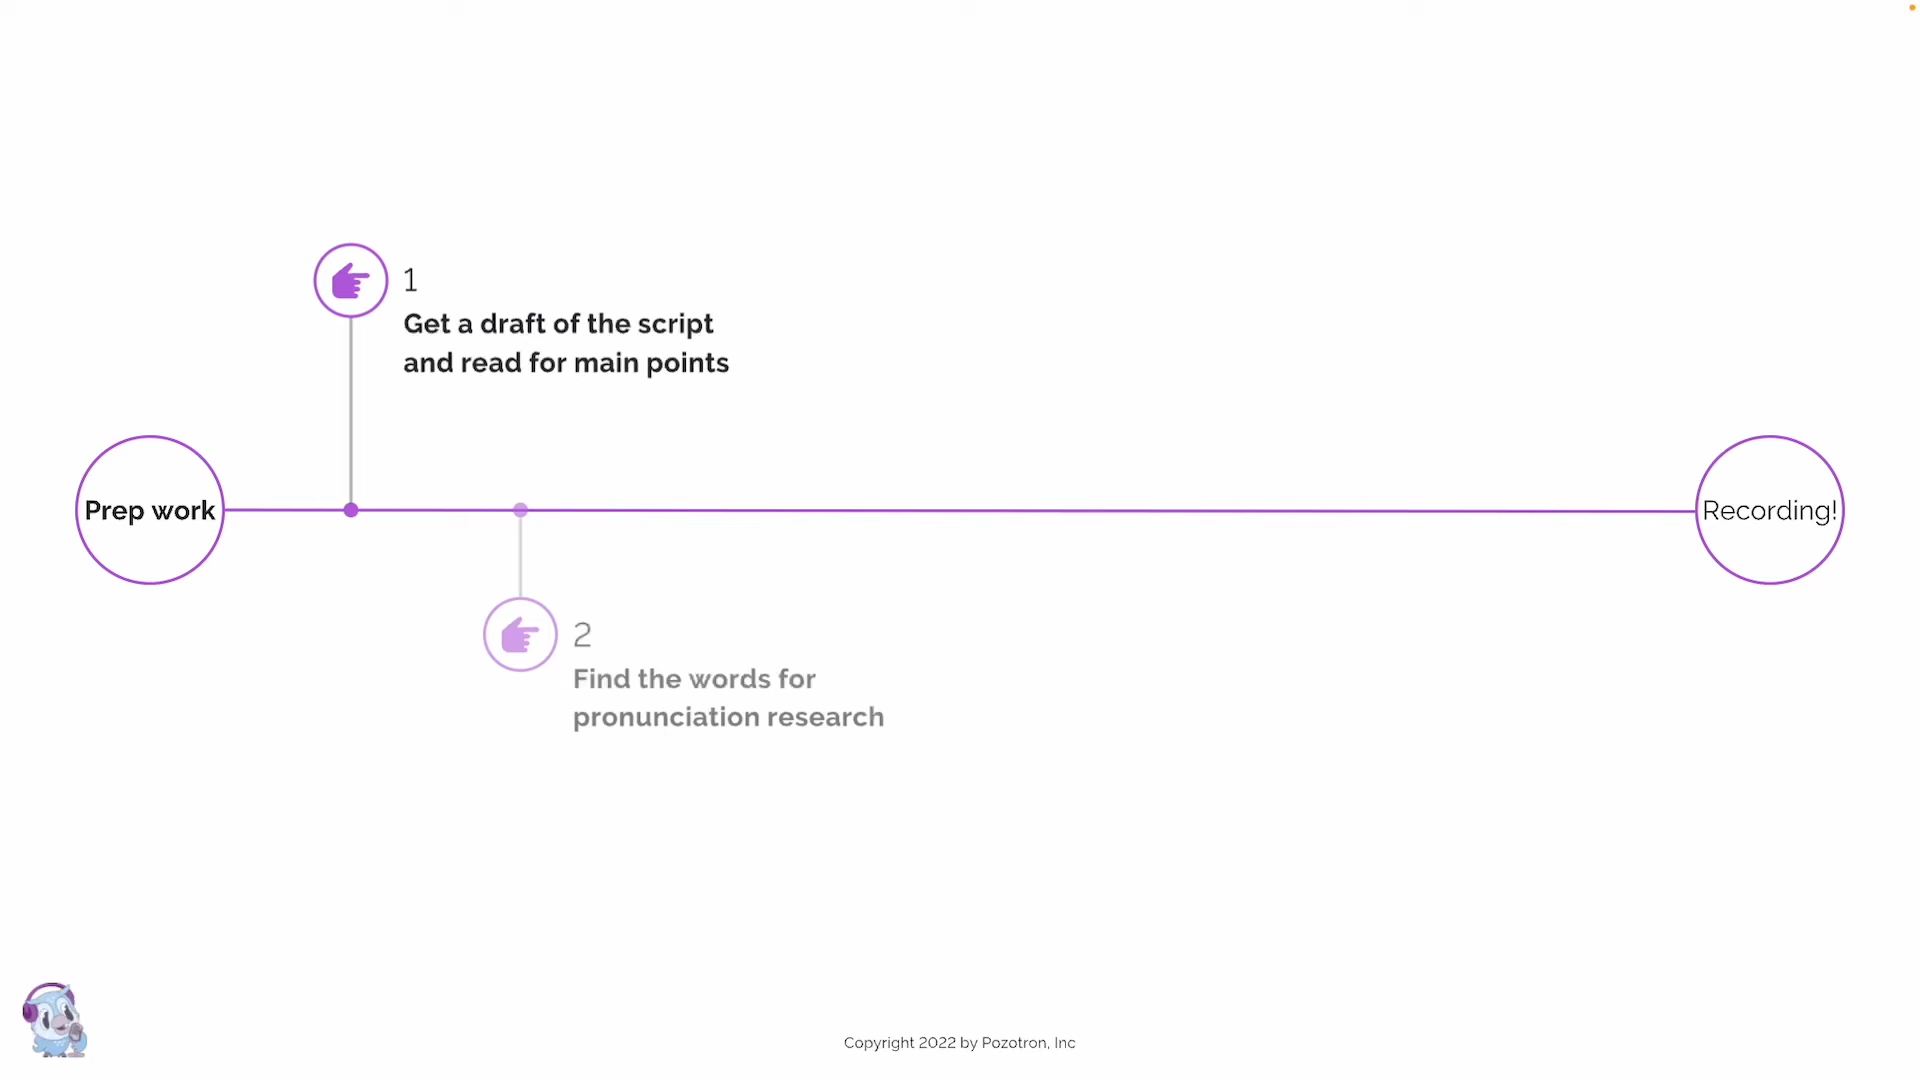 1
Get a draft of the script
and read for main points
Prep work
Recording!
2
Find the words for
pronunciation research
Copyright 2022 by Pozotron, Inc